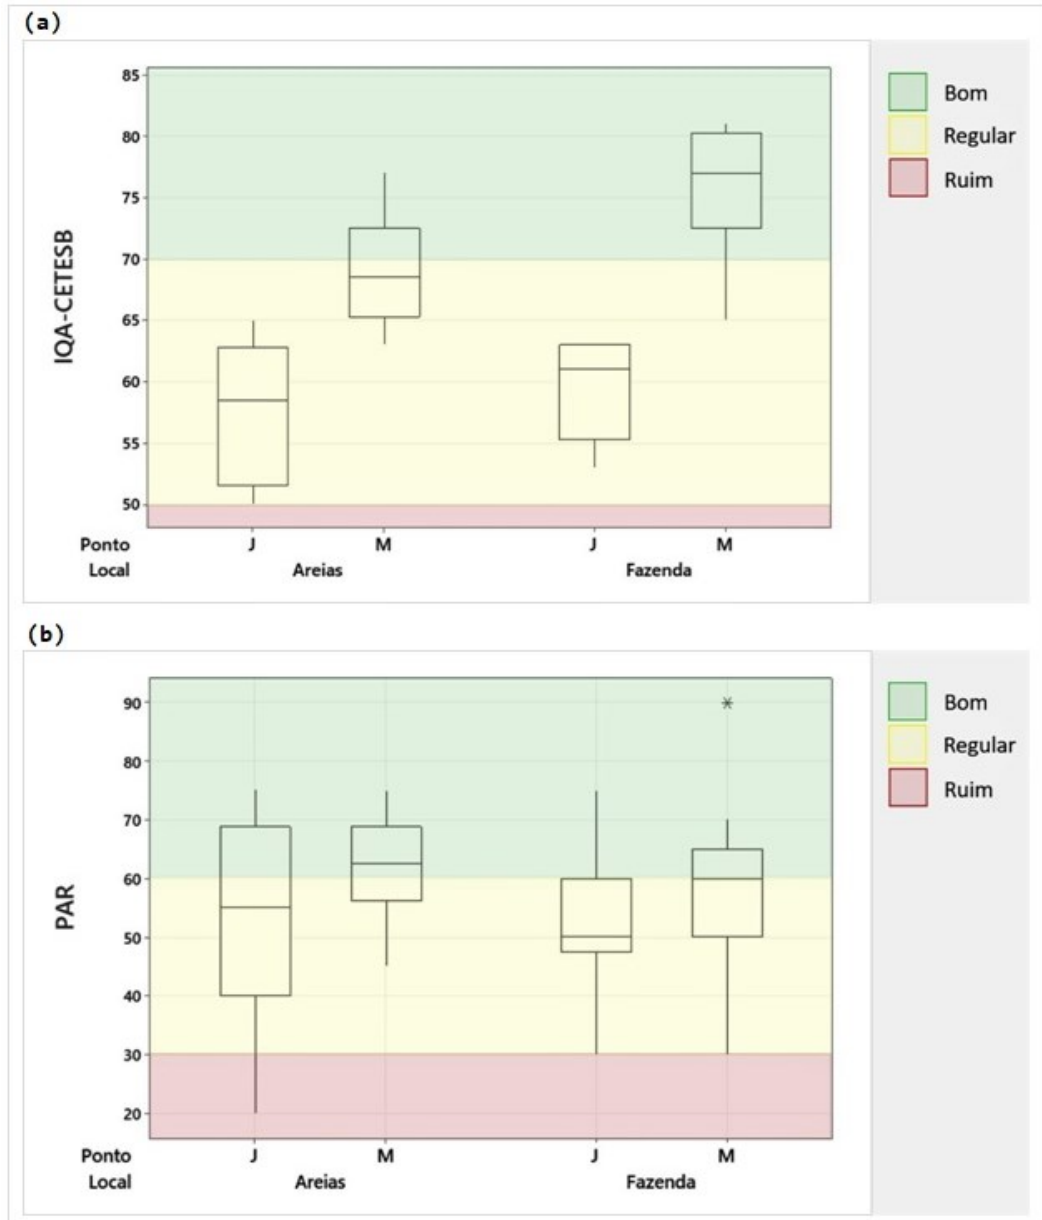 (a)
85
80
75
70
65
60
55
50
IQA-CETESB
Ponto J M J M
Local Areias Fazenda
Bom
Regular
Ruim
(b)
90
80
70
60
50
40
30
20
PAR
Ponto J M J M
Local Areias Fazenda
Bom
Regular
Ruim